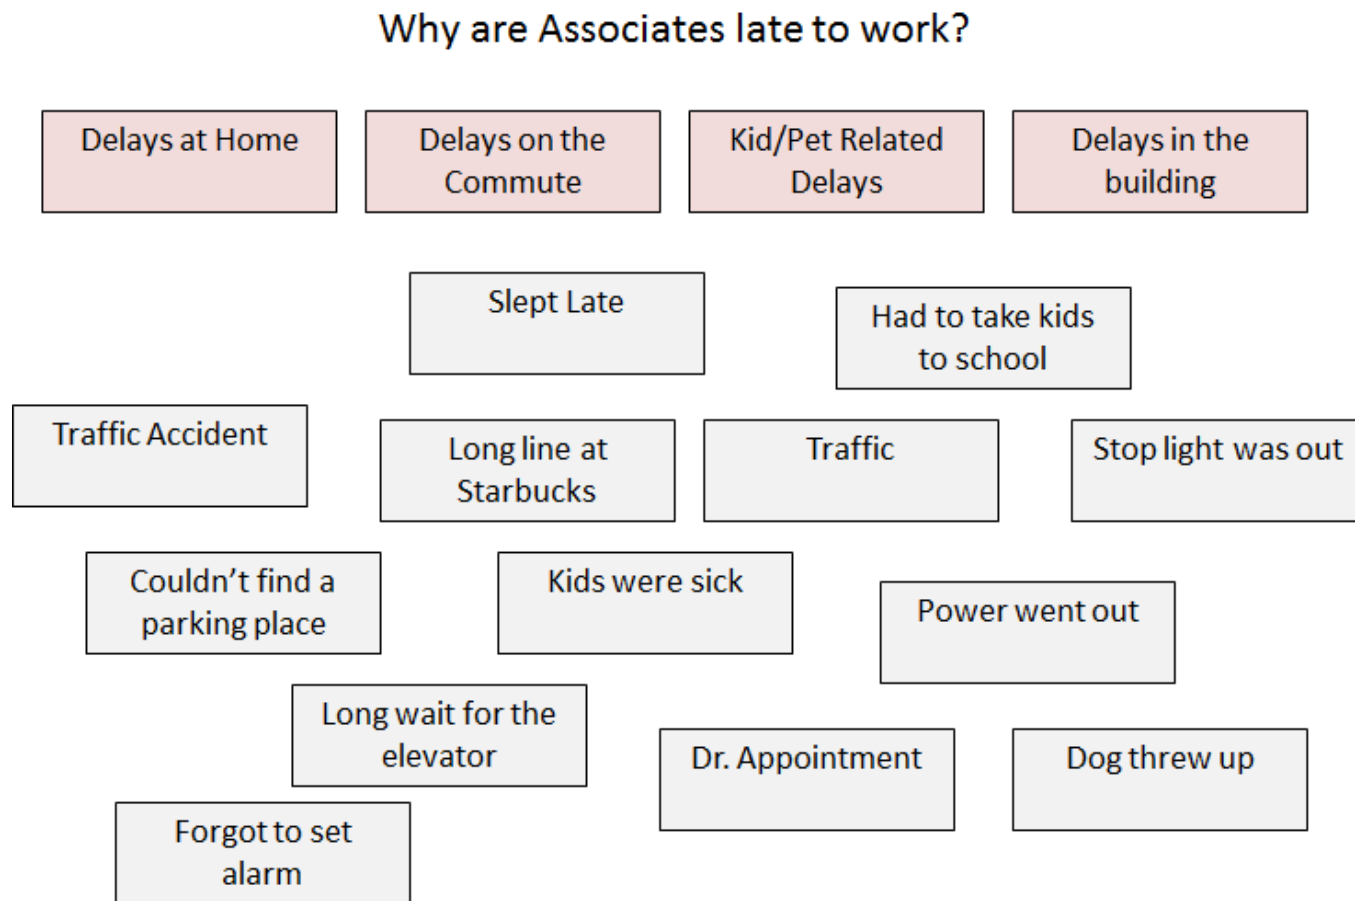 Why are Associates late to work?
Delays at Home
Delays on the
Commute
Kid/Pet Related
Delays
Delays in the
building
Slept Late
Had to take kids
to school
Traffic Accident
Long line at
Starbucks
Traffic
Stop light was out
Couldn’t find a
parking place
Kids were sick
Power went out
Long wait for the
elevator
Dr. Appointment
Dog threw up
Forgot to set
alarm